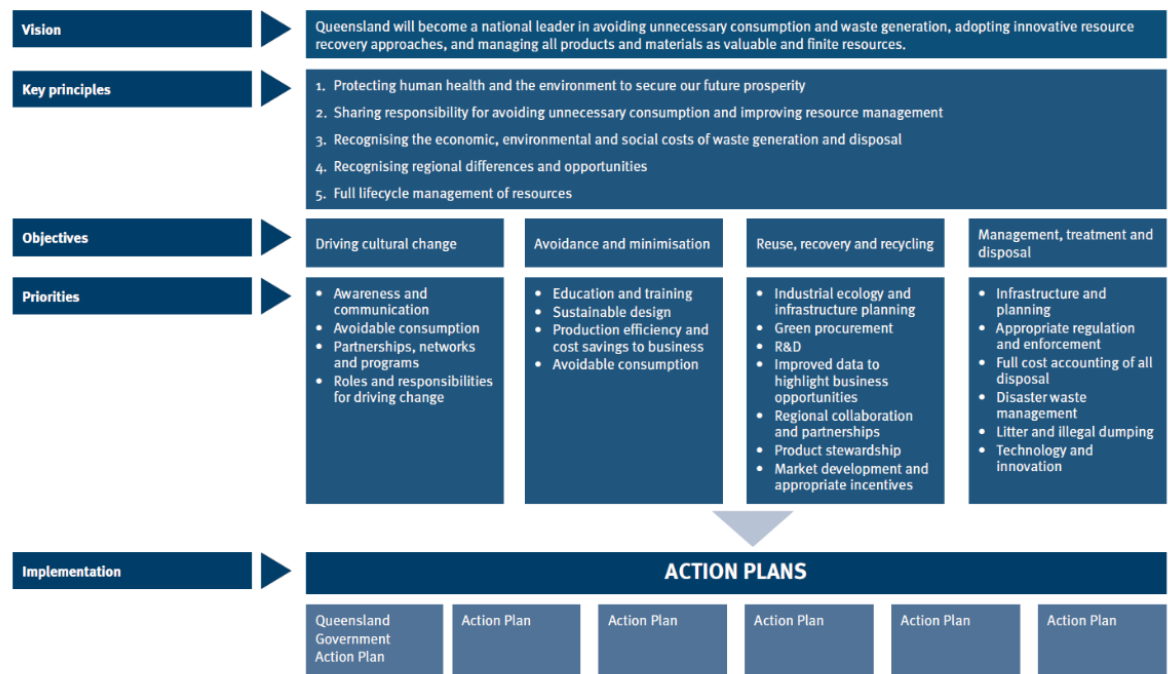 Vision
Queensland will become a national leader in avoiding unnecessary consumption and waste generation, adopting innovative resource
recovery approaches, and managing all products and materials as valuable and finite resources.
Key principles
1. Protecting human health and the environment to secure our future prosperity
2. Sharing responsibility for avoiding unnecessary consumption and improving resource management
3. Recognising the economic, environmental and social costs of waste generation and disposal
4. Recognising regional differences and opportunities
5. Full lifecycle management of resources
Objectives
Driving cultural change
Avoidance and minimisation
Reuse, recovery and recycling
Management, treatment and
disposal
Priorities
• Awareness and
communication
• Avoidable consumption
• Partnerships, networks
and programs
• Roles and responsibilities
for driving change
• Education and training
• Sustainable design
• Production efficiency and
cost savings to business
• Avoidable consumption
• Industrial ecology and
infrastructure planning
• Green procurement
• R&D
• Improved data to
highlight business
opportunities
• Regional collaboration
and partnerships
• Product stewardship
• Market development and
appropriate incentives
• Infrastructure and
planning
• Appropriate regulation
and enforcement
• Full cost accounting of all
disposal
• Disaster waste
management
• Litter and illegal dumping
• Technology and
innovation
Implementation
ACTION PLANS
Queensland
Government
Action Plan
Action Plan
Action Plan
Action Plan
Action Plan
Action Plan